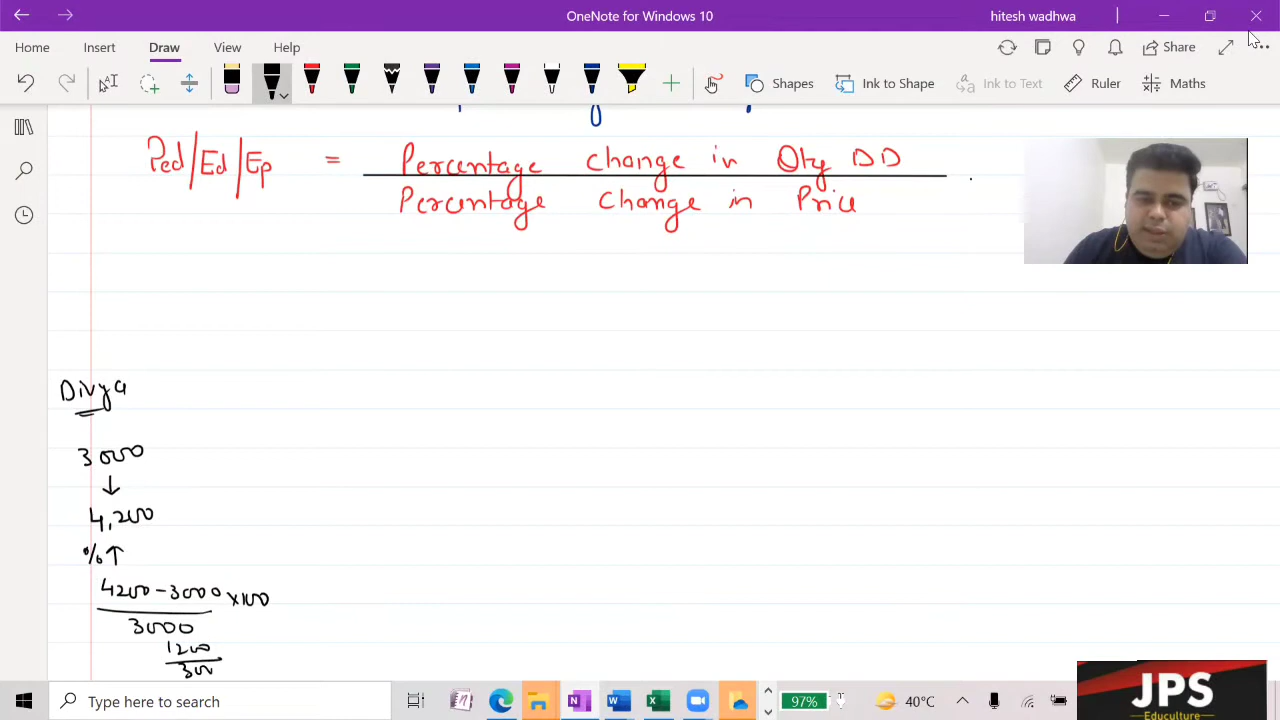 OneNote for Windows 10
hitesh wadhwa
Home Insert Draw View Help
Share
Shapes Ink to Shape Ink to Text Ruler Maths
Ped/Ed/Ep = Percentage change in Qty DD
Percentage Change in Price
Divya
3000
↓
4,200
%↑
4200-3000 ×100
3000
1200
300
Type here to search
97%
40°C
JPS
Educulture